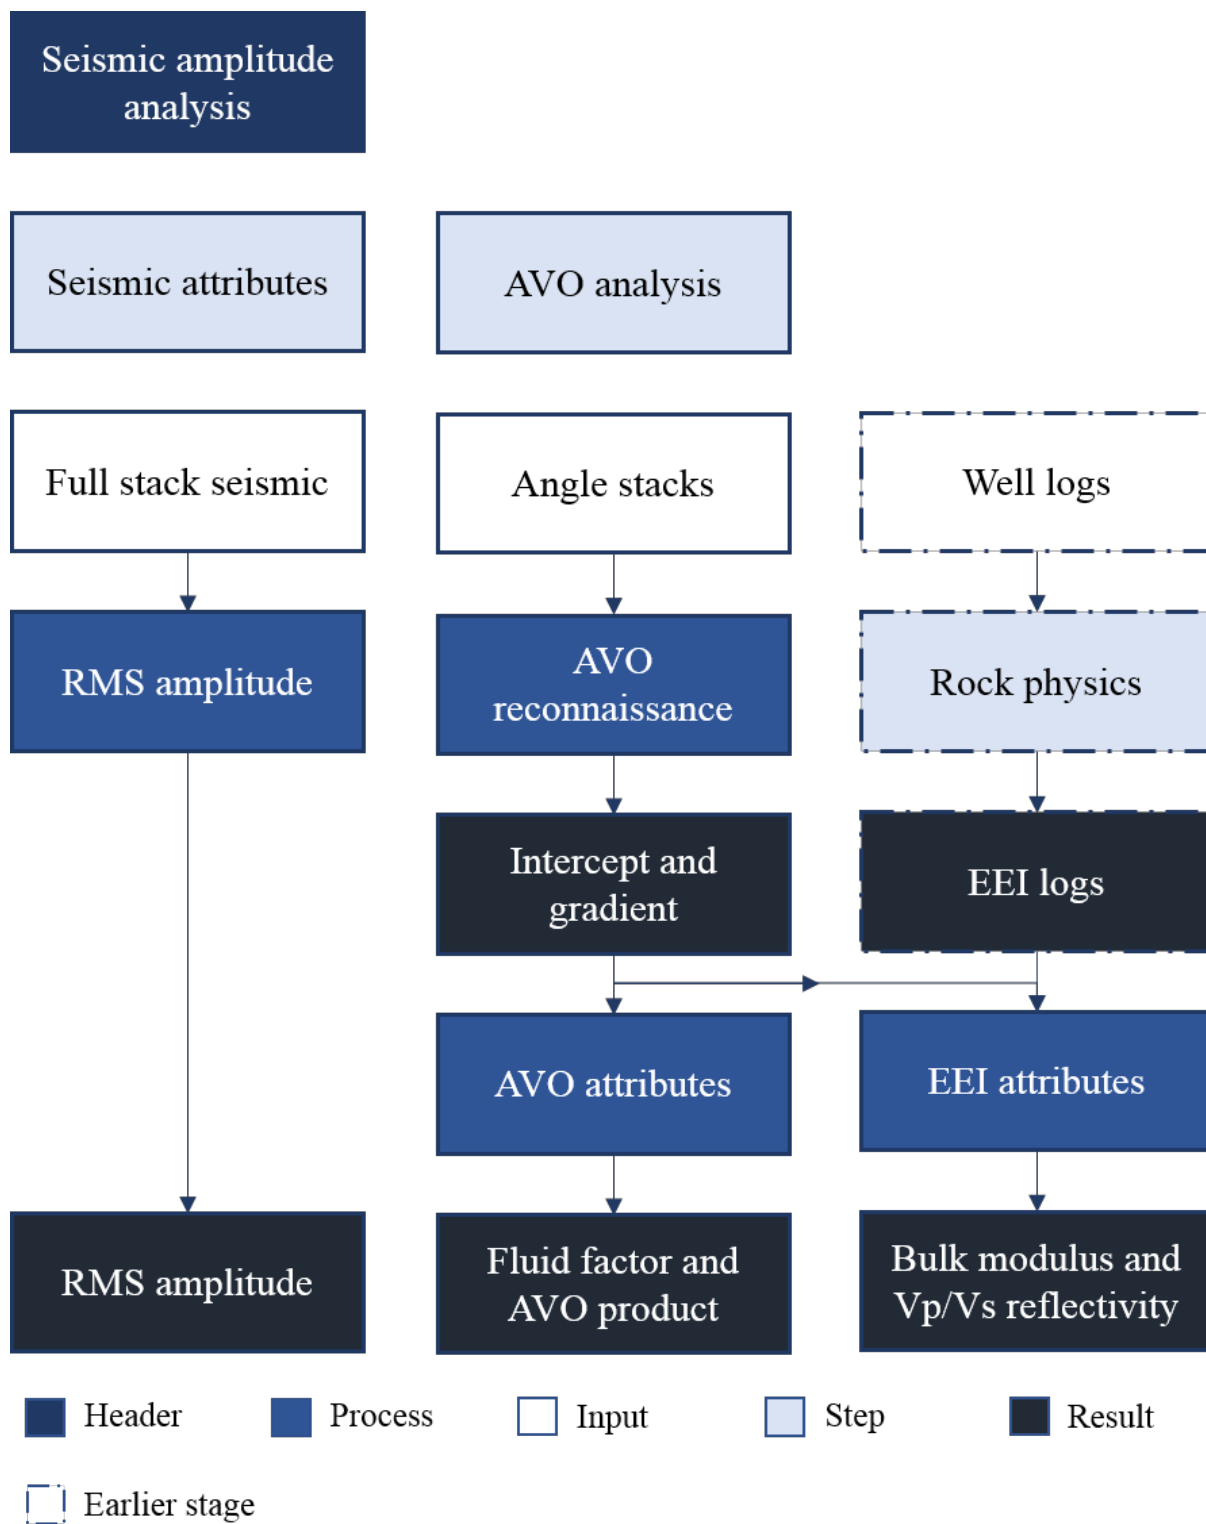 Seismic amplitude
analysis
Seismic attributes
AVO analysis
Full stack seismic
Angle stacks
Well logs
RMS amplitude
AVO
reconnaissance
Rock physics
Intercept and
gradient
EEI logs
AVO attributes
EEI attributes
RMS amplitude
Fluid factor and
AVO product
Bulk modulus and
Vp/Vs reflectivity
Header
Process
Input
Step
Result
Earlier stage